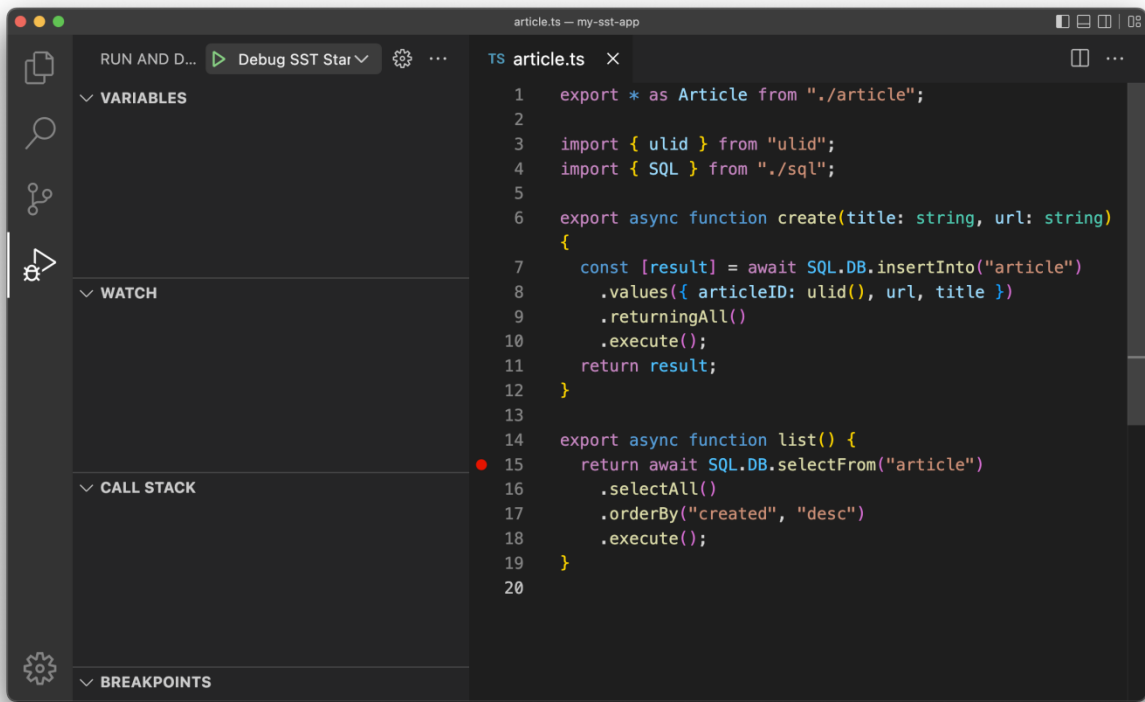 article.ts — my-sst-app
RUN AND D... Debug SST Star
VARIABLES
WATCH
CALL STACK
BREAKPOINTS
TS article.ts
1 export * as Article from "./article";
2
3 import { ulid } from "ulid";
4 import { SQL } from "./sql";
5
6 export async function create(title: string, url: string)
{
7 const [result] = await SQL.DB.insertInto("article")
8 .values({ articleID: ulid(), url, title })
9 .returningAll()
10 .execute();
11 return result;
12 }
13
14 export async function list() {
15 return await SQL.DB.selectFrom("article")
16 .selectAll()
17 .orderBy("created", "desc")
18 .execute();
19 }
20